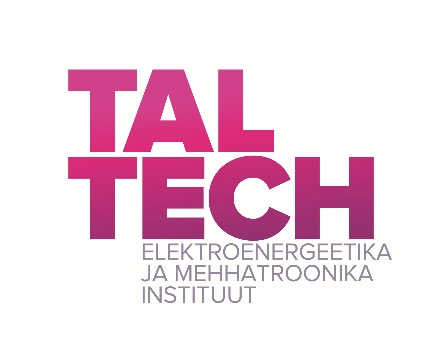 TAL
TECH
ELEKTROENERGEETIKA
JA MEHHATROONIKA
INSTITUUT